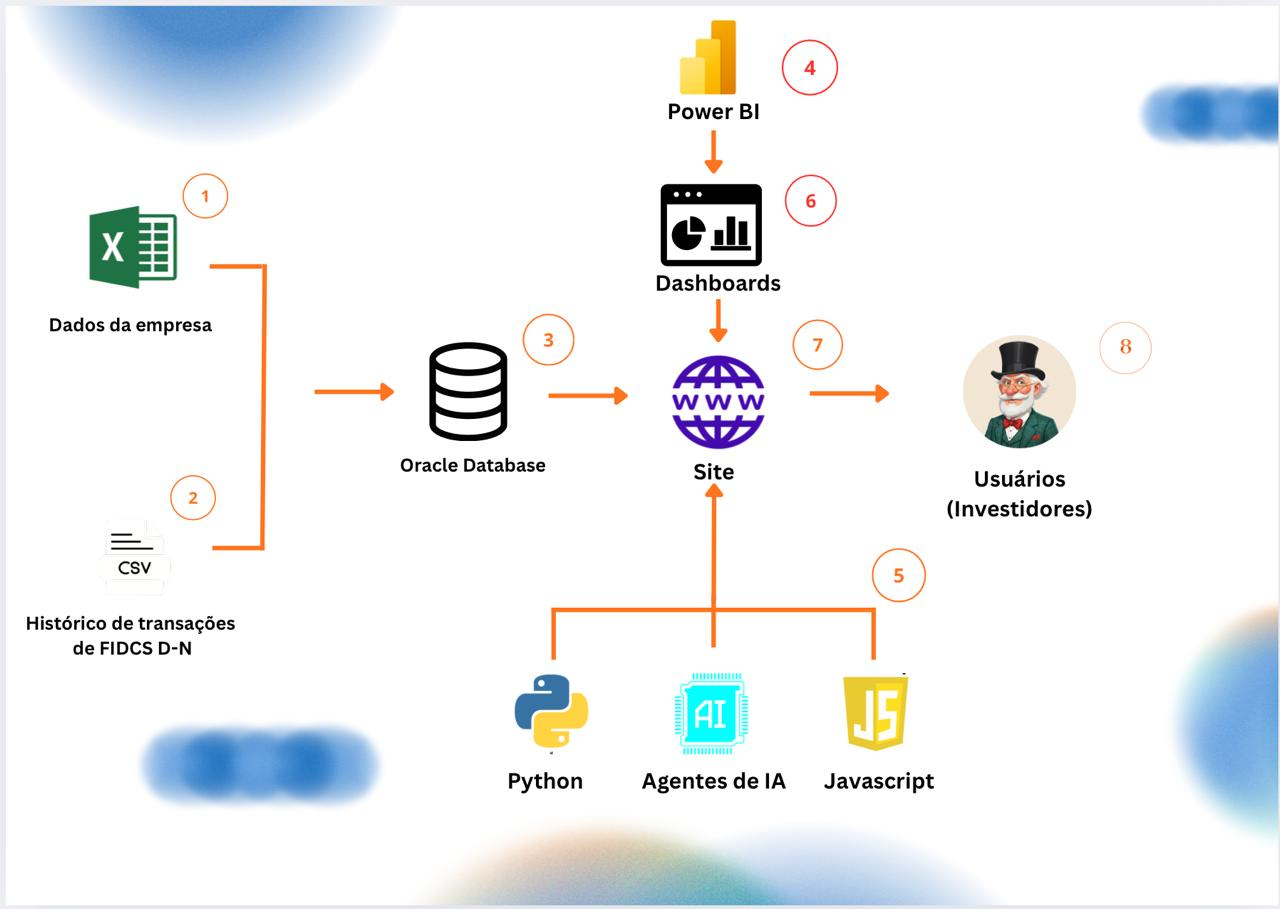 4
Power BI
1
X
6
Dados da empresa
Dashboards
3
7
8
WWW
Oracle Database
Site
Usuários
(Investidores)
2
CSV
5
Histórico de transações
de FIDCS D-N
AI
JS
Python
Agentes de IA
Javascript